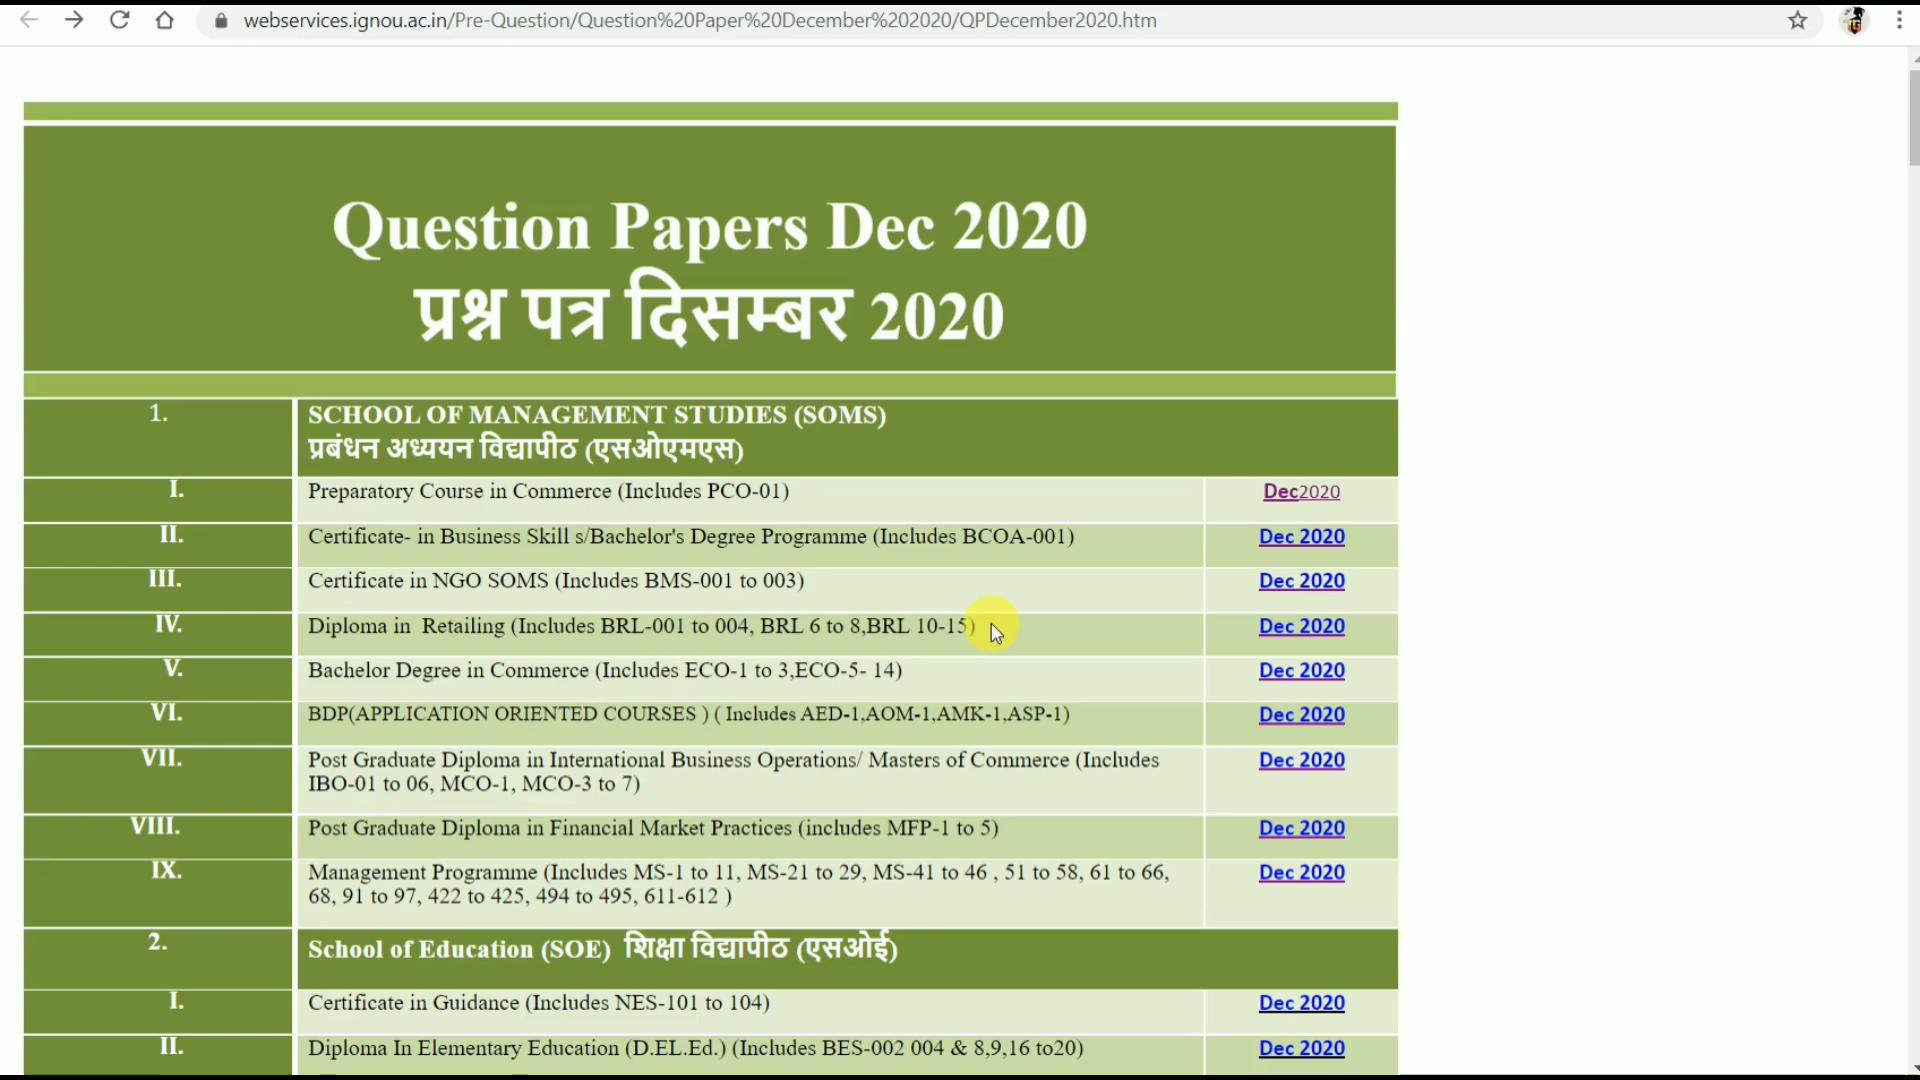 webservices.ignou.ac.in/Pre-Question/Question%20Paper%20December%202020/QPDecember2020.htm
Question Papers Dec 2020
प्रश्न पत्र दिसम्बर 2020
1. SCHOOL OF MANAGEMENT STUDIES (SOMS)
प्रबंधन अध्ययन विद्यापीठ (एसओएमएस)
I. Preparatory Course in Commerce (Includes PCO-01) Dec2020
II. Certificate- in Business Skill s/Bachelor's Degree Programme (Includes BCOA-001) Dec 2020
III. Certificate in NGO SOMS (Includes BMS-001 to 003) Dec 2020
IV. Diploma in Retailing (Includes BRL-001 to 004, BRL 6 to 8,BRL 10-15) Dec 2020
V. Bachelor Degree in Commerce (Includes ECO-1 to 3,ECO-5- 14) Dec 2020
VI. BDP(APPLICATION ORIENTED COURSES ) ( Includes AED-1,AOM-1,AMK-1,ASP-1) Dec 2020
VII. Post Graduate Diploma in International Business Operations/ Masters of Commerce (Includes Dec 2020
IBO-01 to 06, MCO-1, MCO-3 to 7)
VIII. Post Graduate Diploma in Financial Market Practices (includes MFP-1 to 5) Dec 2020
IX. Management Programme (Includes MS-1 to 11, MS-21 to 29, MS-41 to 46 , 51 to 58, 61 to 66, Dec 2020
68, 91 to 97, 422 to 425, 494 to 495, 611-612 )
2. School of Education (SOE) शिक्षा विद्यापीठ (एसओई)
I. Certificate in Guidance (Includes NES-101 to 104) Dec 2020
II. Diploma In Elementary Education (D.EL.Ed.) (Includes BES-002 004 & 8,9,16 to20) Dec 2020